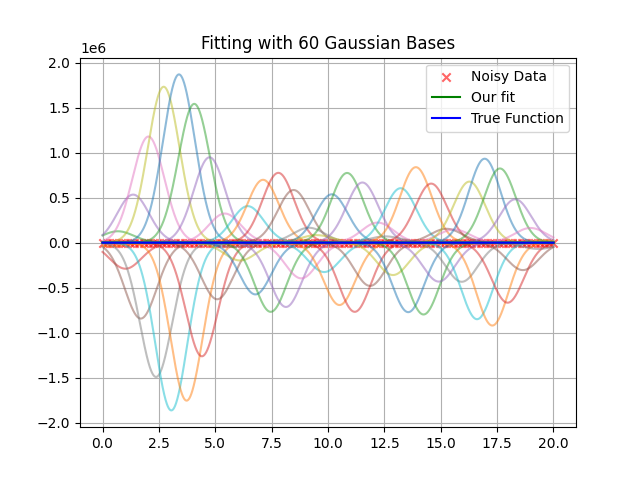 Fitting with 60 Gaussian Bases
1e6
Noisy Data
Our fit
True Function
2.0
1.5
1.0
0.5
0.0
−0.5
−1.0
−1.5
−2.0
0.0 2.5 5.0 7.5 10.0 12.5 15.0 17.5 20.0